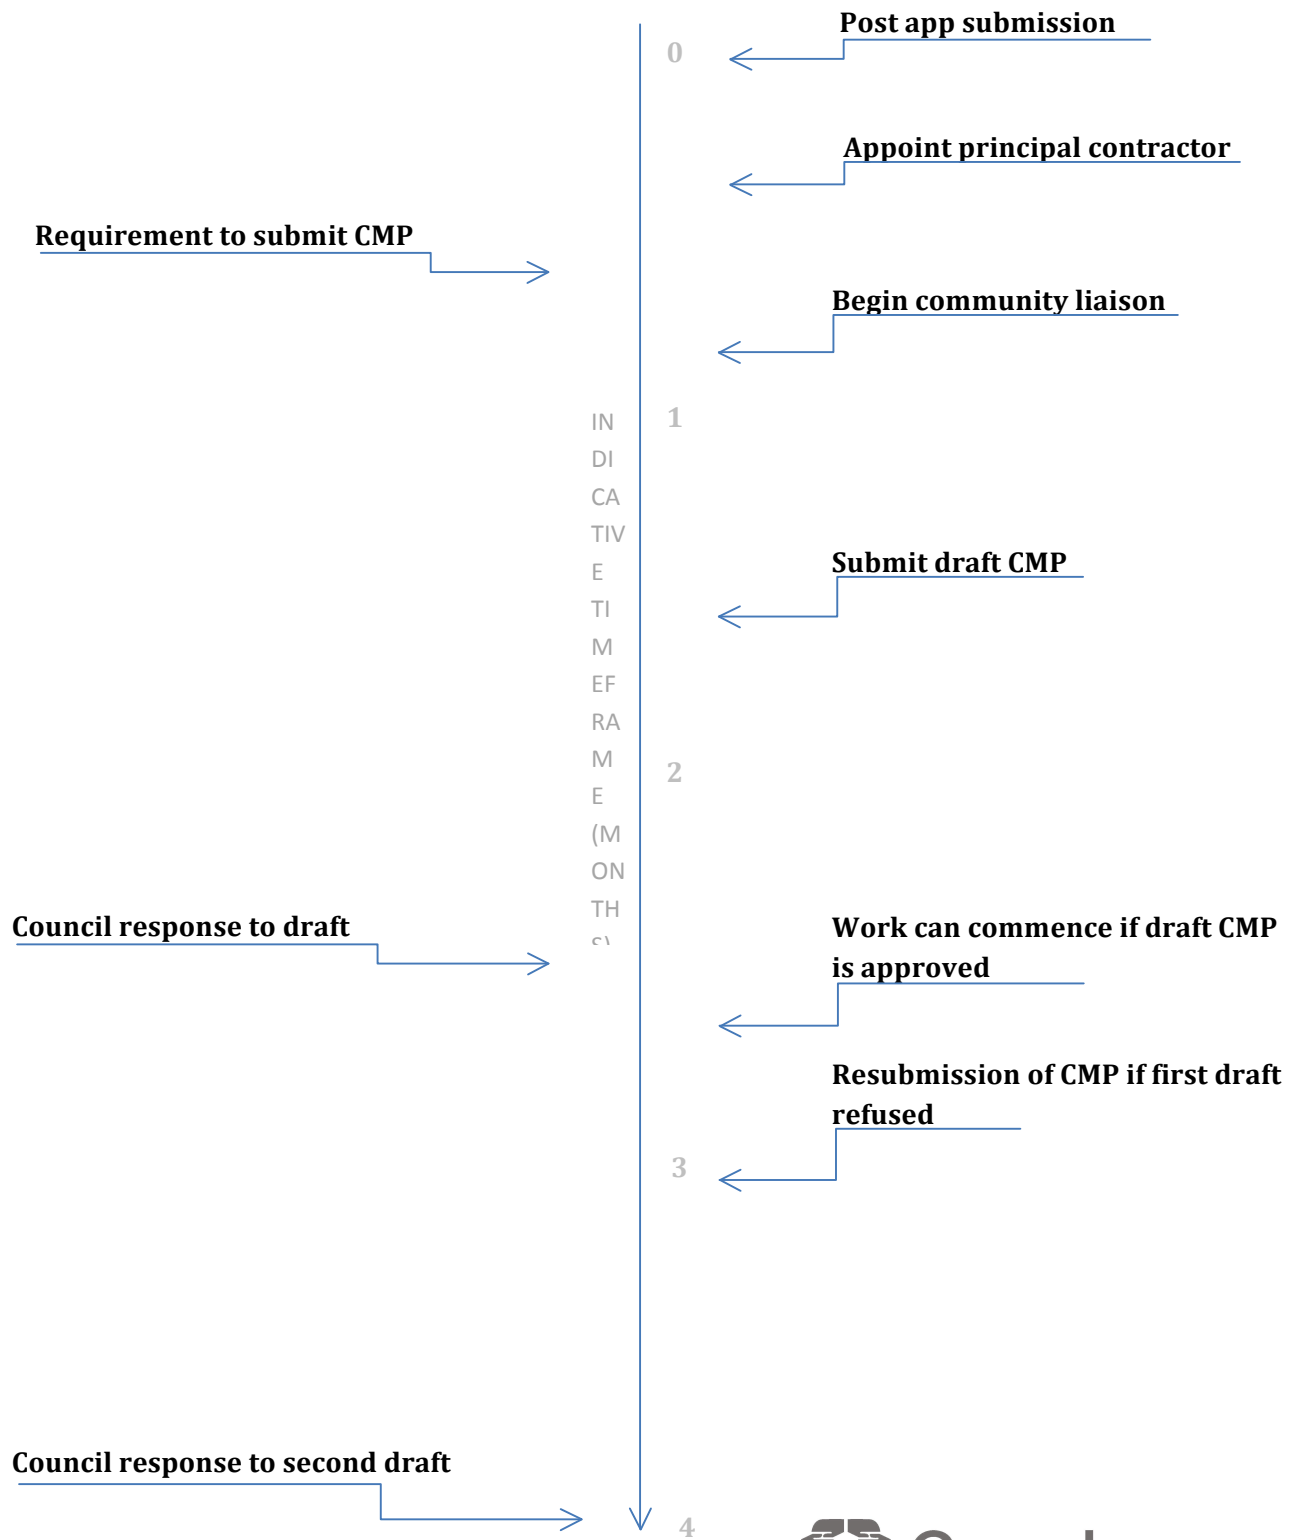 Post app submission
0
Appoint principal contractor
Requirement to submit CMP
Begin community liaison
1
IN
DI
CA
TIV
E
TI
M
EF
RA
M
E
(M
ON
TH
S)
Submit draft CMP
2
Council response to draft
Work can commence if draft CMP
is approved
Resubmission of CMP if first draft
refused
3
Council response to second draft
4